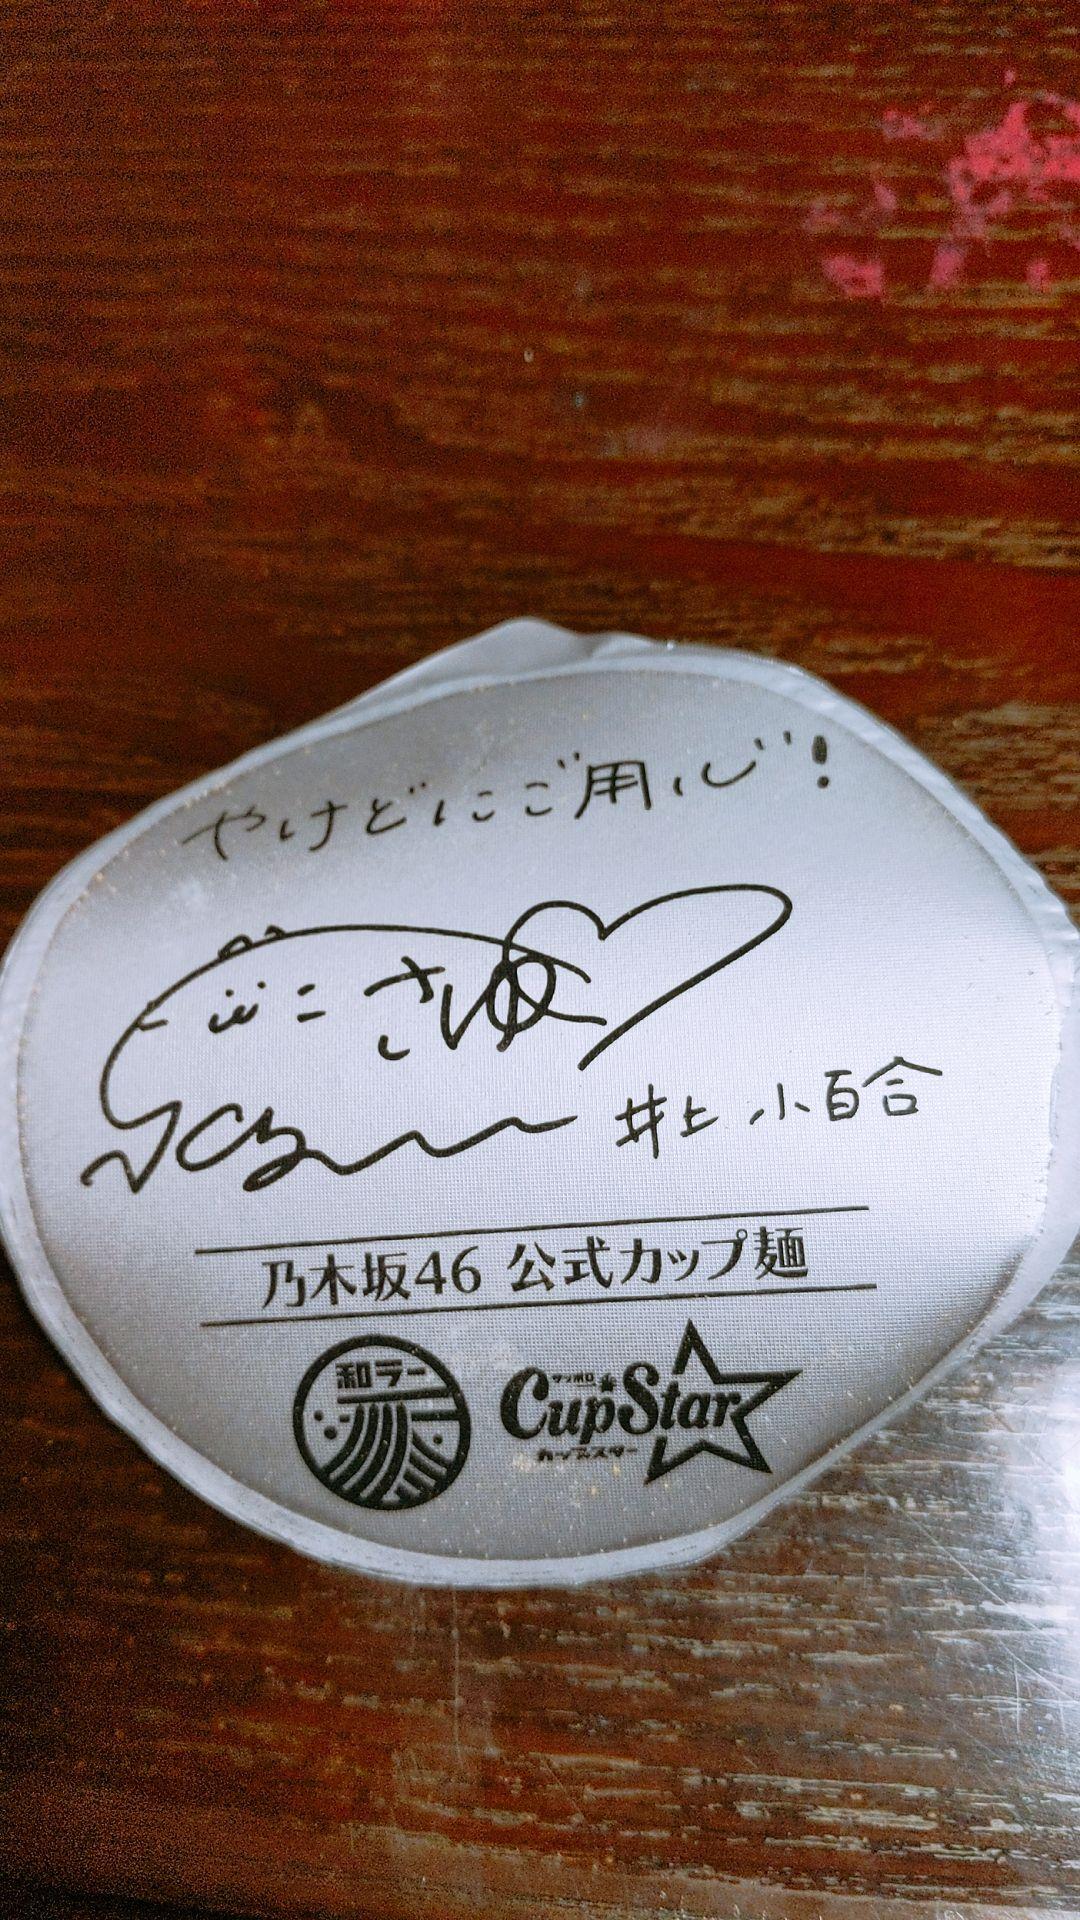 やけどにご用心!
さゆ
井上 小百合
乃木坂46 公式カップ麺
和ラー
サッポロ
CupStar
カップスター